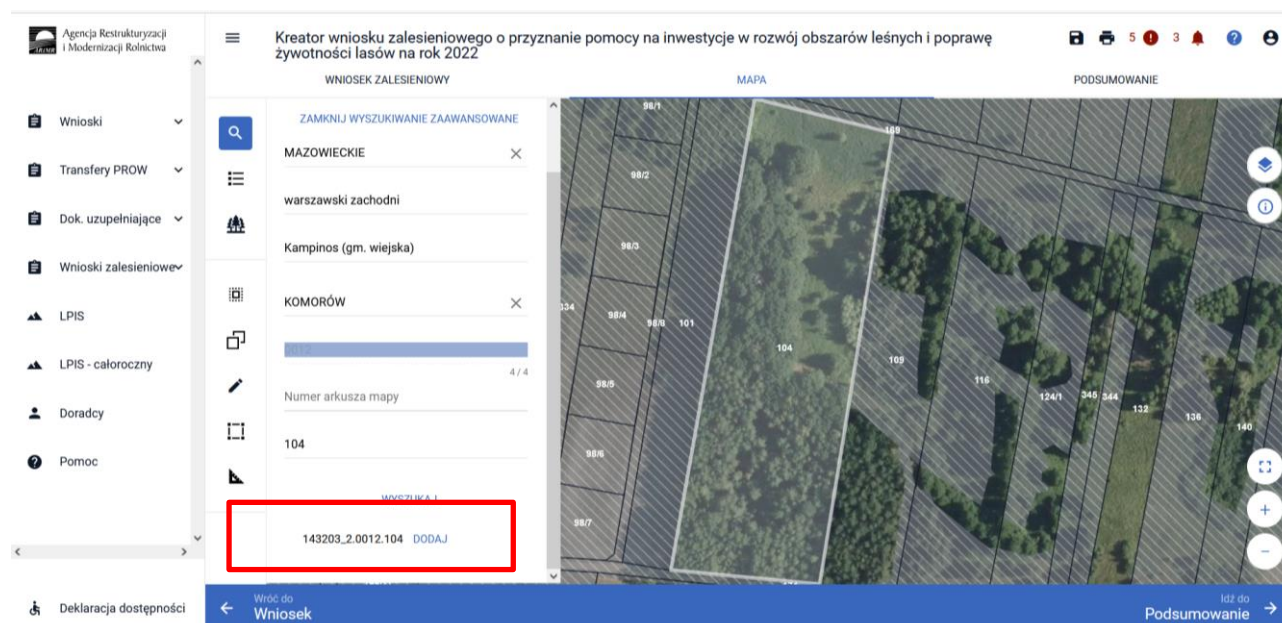 Agencja Restrukturyzacji
i Modernizacji Rolnictwa
Wnioski
Transfery PROW
Dok. uzupełniające
Wnioski zalesieniowe
LPIS
LPIS - całoroczny
Doradcy
Pomoc
Deklaracja dostępności
Kreator wniosku zalesieniowego o przyznanie pomocy na inwestycje w rozwój obszarów leśnych i poprawę
żywotności lasów na rok 2022
5
3
WNIOSEK ZALESIENIOWY
MAPA
PODSUMOWANIE
ZAMKNIJ WYSZUKIWANIE ZAAWANSOWANE
MAZOWIECKIE
warszawski zachodni
Kampinos (gm. wiejska)
KOMORÓW
0012
4 / 4
Numer arkusza mapy
104
WYSZUKAJ
143203_2.0012.104 DODAJ
98/1
169
98/2
98/3
334
98/4
98/9
101
104
109
98/5
116
124/1
345
344
132
136
140
98/6
98/7
Wróć do
Wniosek
Idź do
Podsumowanie